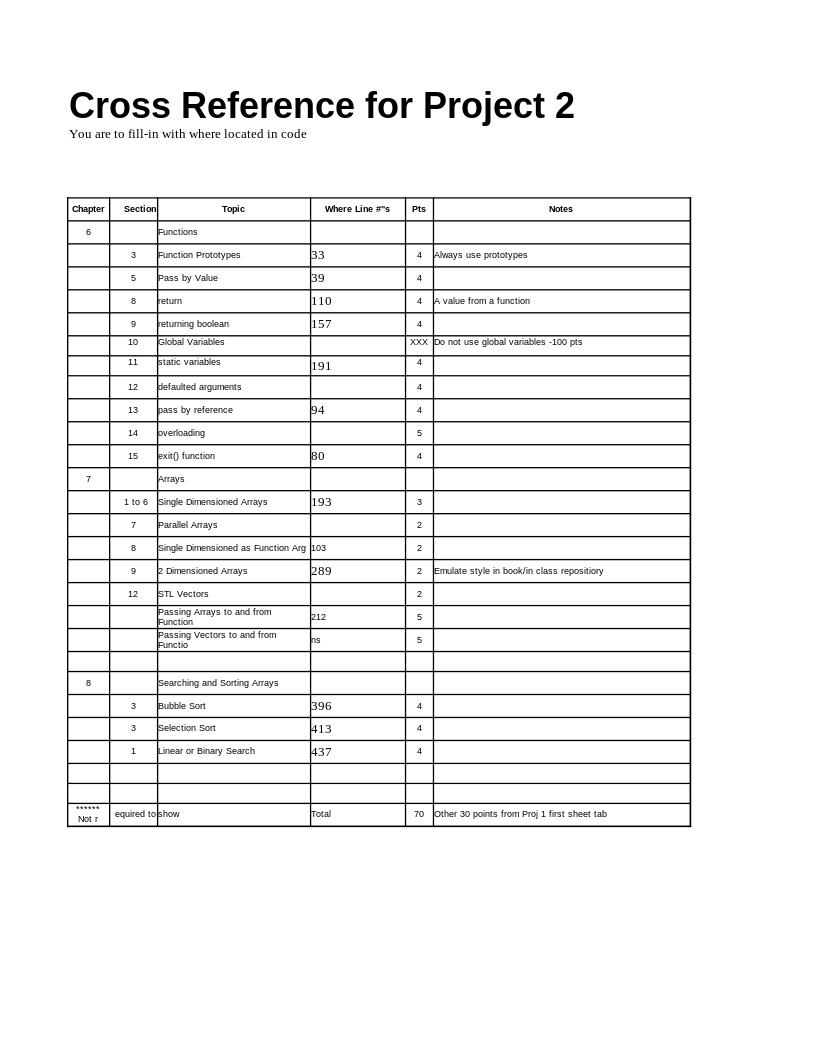 Cross Reference for Project 2
You are to fill-in with where located in code
Chapter Section Topic Where Line #"s Pts Notes
6 Functions
3 Function Prototypes 33 4 Always use prototypes
5 Pass by Value 39 4
8 return 110 4 A value from a function
9 returning boolean 157 4
10 Global Variables XXX Do not use global variables -100 pts
11 static variables 191 4
12 defaulted arguments 4
13 pass by reference 94 4
14 overloading 5
15 exit() function 80 4
7 Arrays
1 to 6 Single Dimensioned Arrays 193 3
7 Parallel Arrays 2
8 Single Dimensioned as Function Arg 103 2
9 2 Dimensioned Arrays 289 2 Emulate style in book/in class repositiory
12 STL Vectors 2
Passing Arrays to and from
Function 212 5
Passing Vectors to and from
Functio ns 5
8 Searching and Sorting Arrays
3 Bubble Sort 396 4
3 Selection Sort 413 4
1 Linear or Binary Search 437 4
******
Not r equired to show Total 70 Other 30 points from Proj 1 first sheet tab